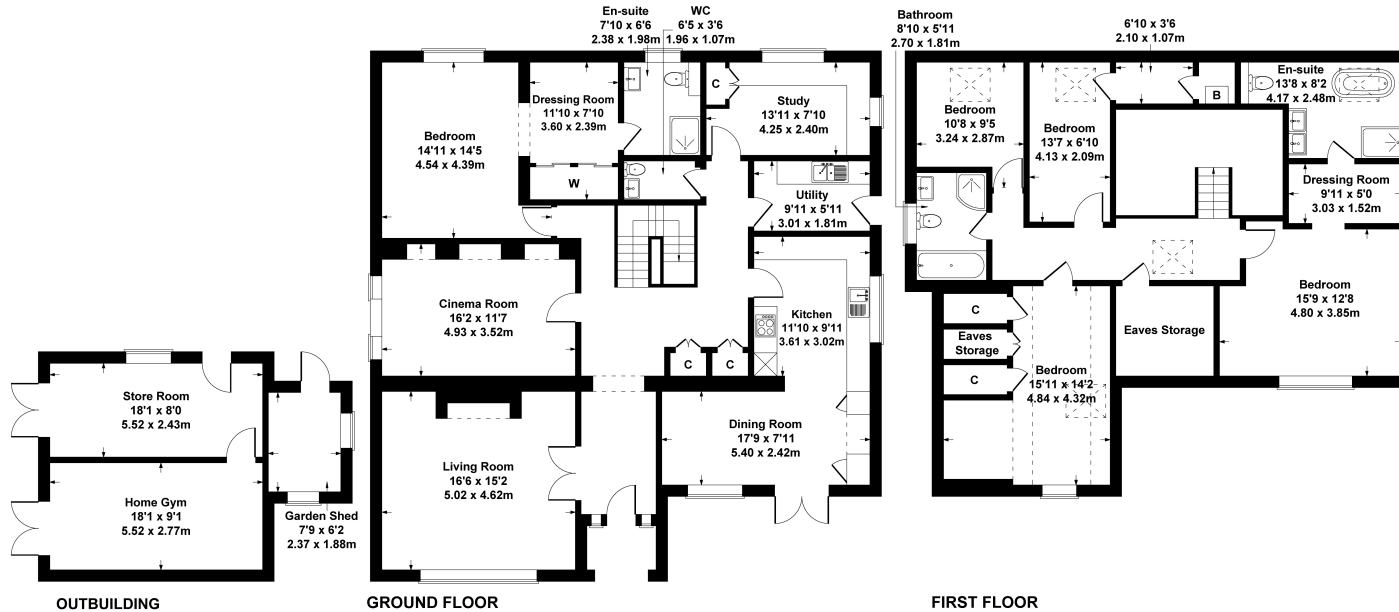 En-suite
7'10 x 6'6
2.38 x 1.98m
WC
6'5 x 3'6
1.96 x 1.07m
Dressing Room
11'10 x 7'10
3.60 x 2.39m
Bedroom
14'11 x 14'5
4.54 x 4.39m
W
C
Study
13'11 x 7'10
4.25 x 2.40m
Utility
9'11 x 5'11
3.01 x 1.81m
Cinema Room
16'2 x 11'7
4.93 x 3.52m
Kitchen
11'10 x 9'11
3.61 x 3.02m
C
C
Living Room
16'6 x 15'2
5.02 x 4.62m
Dining Room
17'9 x 7'11
5.40 x 2.42m
Store Room
18'1 x 8'0
5.52 x 2.43m
Home Gym
18'1 x 9'1
5.52 x 2.77m
Garden Shed
7'9 x 6'2
2.37 x 1.88m
Bathroom
8'10 x 5'11
2.70 x 1.81m
6'10 x 3'6
2.10 x 1.07m
Bedroom
10'8 x 9'5
3.24 x 2.87m
Bedroom
13'7 x 6'10
4.13 x 2.09m
B
En-suite
13'8 x 8'2
4.17 x 2.48m
Dressing Room
9'11 x 5'0
3.03 x 1.52m
Bedroom
15'9 x 12'8
4.80 x 3.85m
C
Eaves
Storage
C
Eaves Storage
Bedroom
15'11 x 14'2
4.84 x 4.32m
OUTBUILDING
GROUND FLOOR
FIRST FLOOR